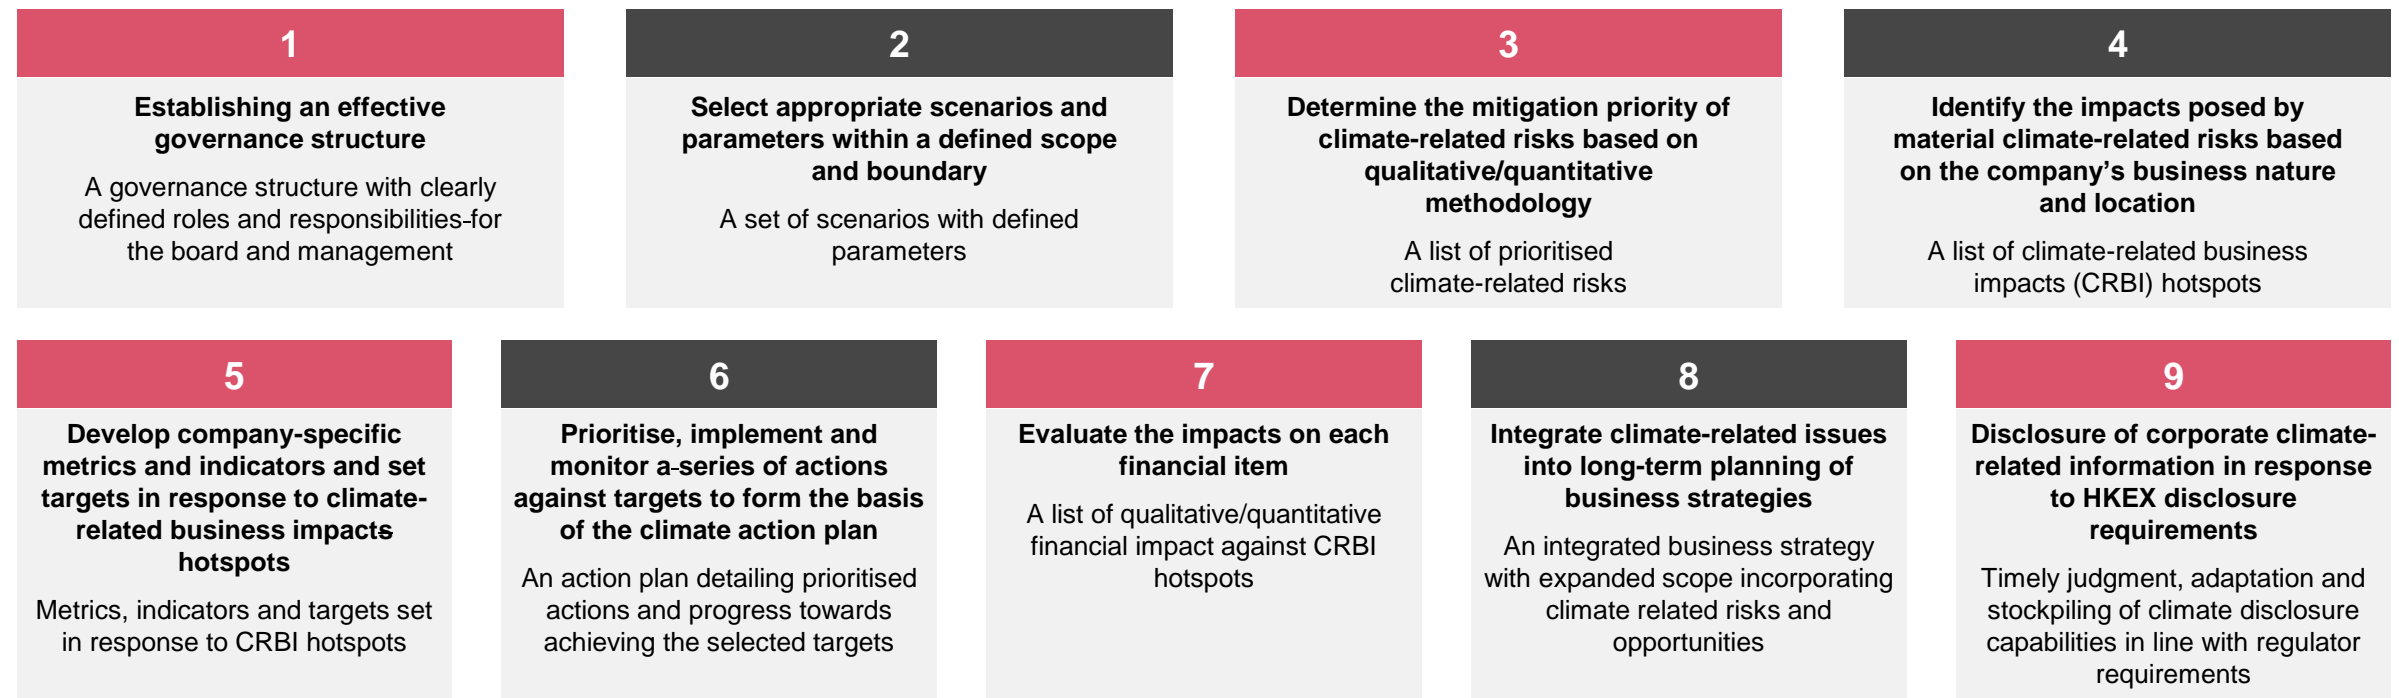 1
Establishing an effective
governance structure
A governance structure with clearly
defined roles and responsibilities-for
the board and management
2
Select appropriate scenarios and
parameters within a defined scope
and boundary
A set of scenarios with defined
parameters
3
Determine the mitigation priority of
climate-related risks based on
qualitative/quantitative
methodology
A list of prioritised
climate-related risks
4
Identify the impacts posed by
material climate-related risks based
on the company’s business nature
and location
A list of climate-related business
impacts (CRBI) hotspots
5
Develop company-specific
metrics and indicators and set
targets in response to climate-
related business impacts
hotspots
Metrics, indicators and targets set
in response to CRBI hotspots
6
Prioritise, implement and
monitor a-series of actions
against targets to form the basis
of the climate action plan
An action plan detailing prioritised
actions and progress towards
achieving the selected targets
7
Evaluate the impacts on each
financial item
A list of qualitative/quantitative
financial impact against CRBI
hotspots
8
Integrate climate-related issues
into long-term planning of
business strategies
An integrated business strategy
with expanded scope incorporating
climate related risks and
opportunities
9
Disclosure of corporate climate-
related information in response
to HKEX disclosure
requirements
Timely judgment, adaptation and
stockpiling of climate disclosure
capabilities in line with regulator
requirements